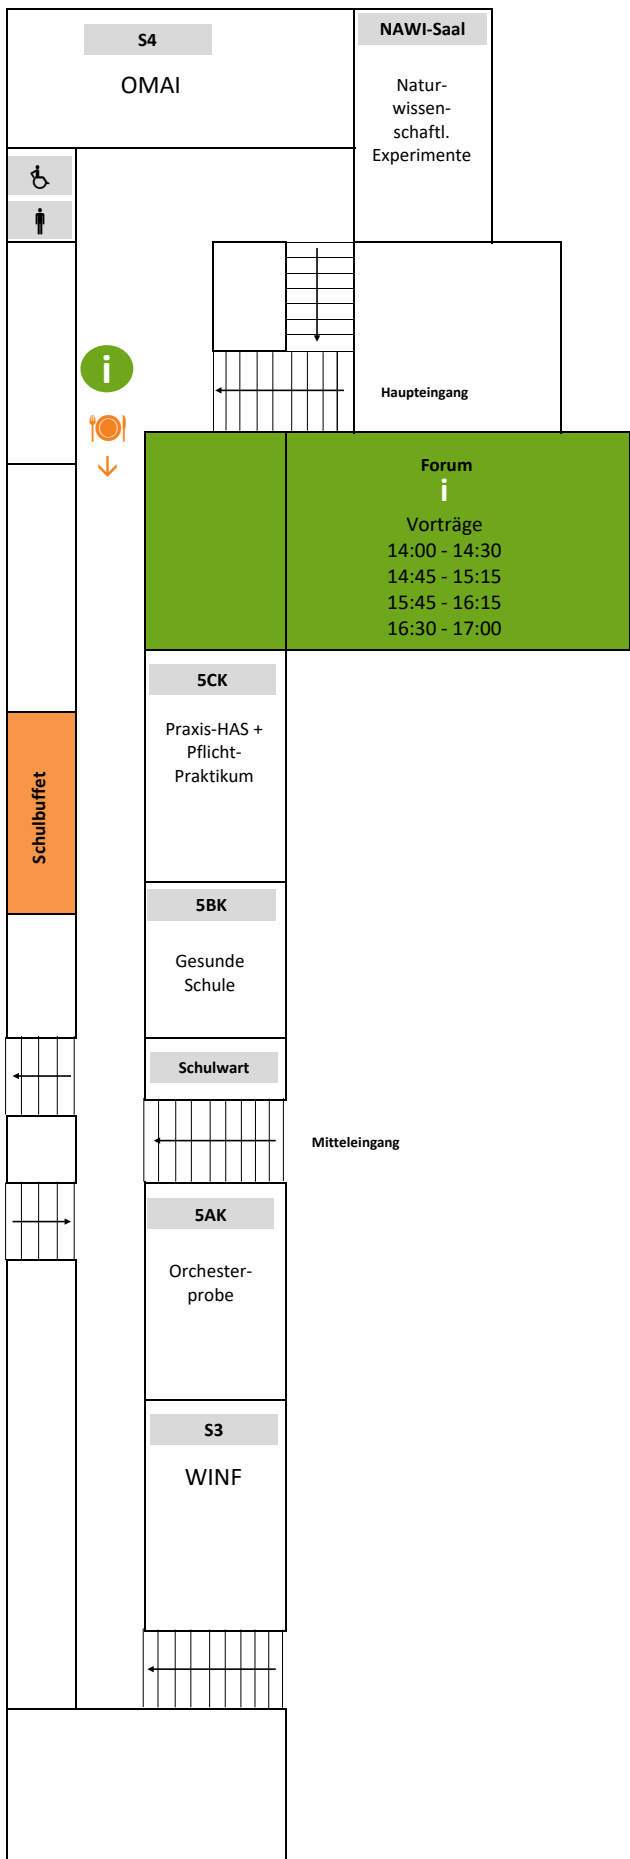 S4
OMAI
NAWI-Saal
Natur-
wissen-
schaftl.
Experimente
i
Haupteingang
Forum
i
Vorträge
14:00 - 14:30
14:45 - 15:15
15:45 - 16:15
16:30 - 17:00
5CK
Praxis-HAS +
Pflicht-
Praktikum
Schulbuffet
5BK
Gesunde
Schule
Schulwart
Mitteleingang
5AK
Orchester-
probe
S3
WINF